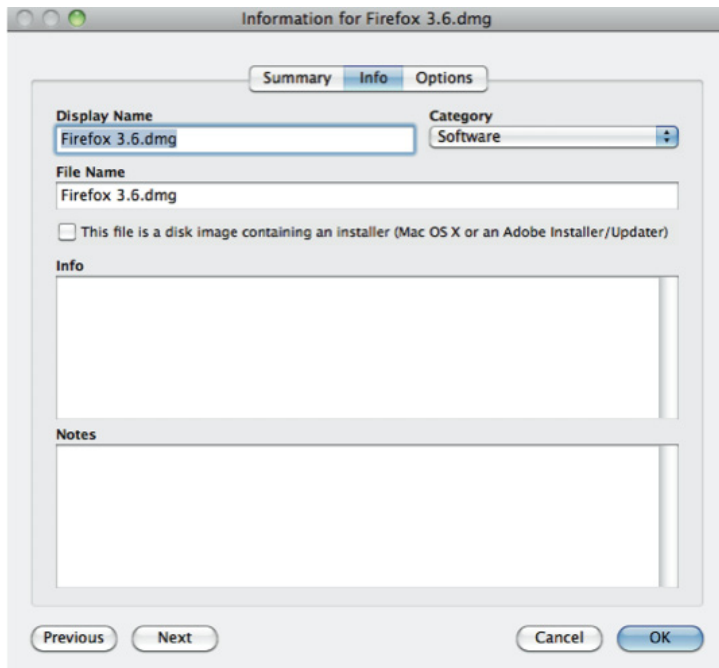 Information for Firefox 3.6.dmg
Summary Info Options
Display Name
Category
Firefox 3.6.dmg
Software
File Name
Firefox 3.6.dmg
This file is a disk image containing an installer (Mac OS X or an Adobe Installer/Updater)
Info
Notes
Previous Next Cancel OK